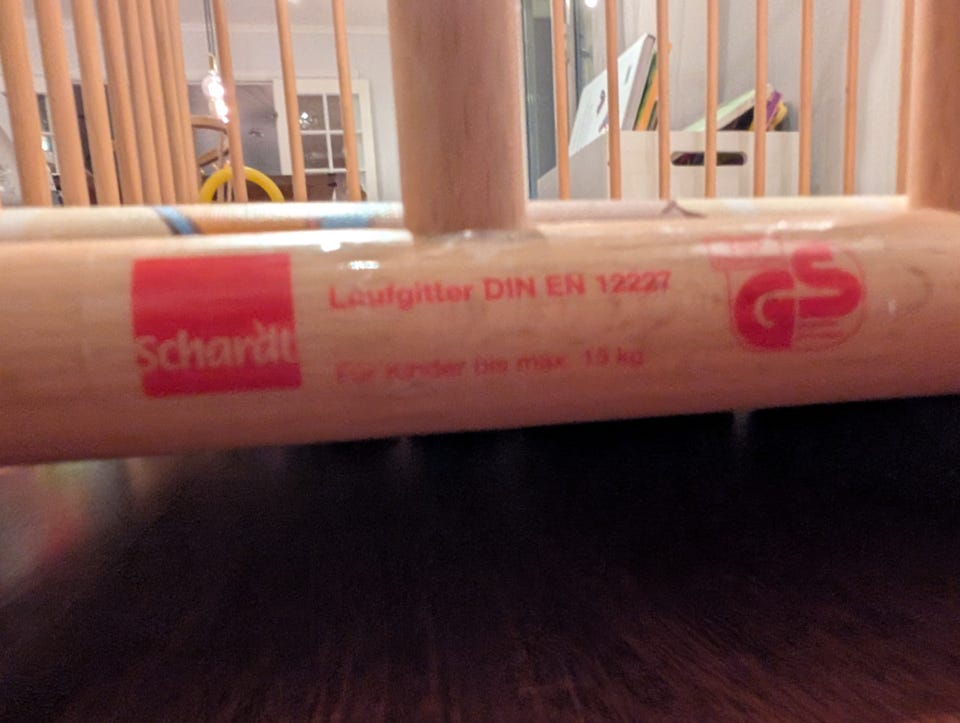 Schardt
Laufgitter DIN EN 12227
Für Kinder bis max. 15 kg
GS